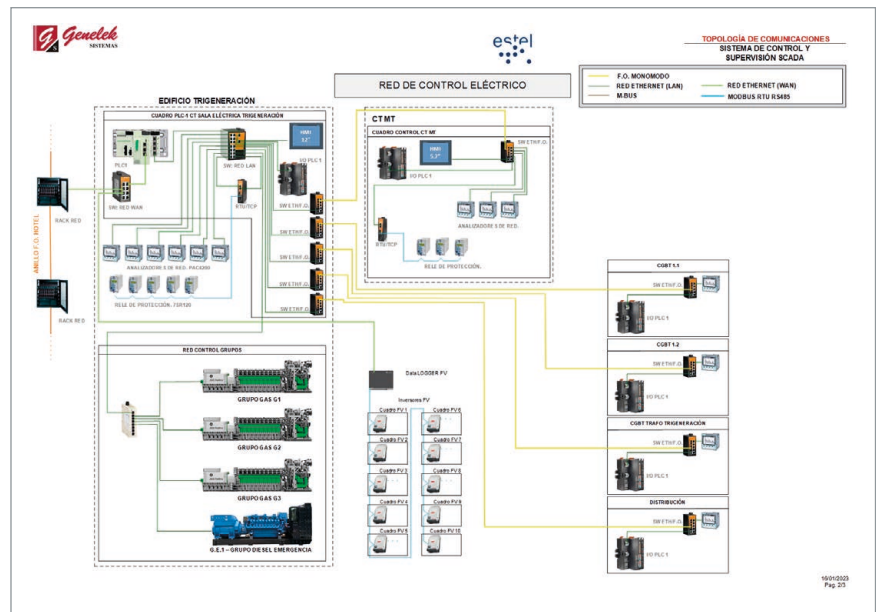 Genelek
SISTEMAS
estel
TOPOLOGÍA DE COMUNICACIONES
SISTEMA DE CONTROL Y
SUPERVISIÓN SCADA
RED DE CONTROL ELÉCTRICO
F.O. MONOMODO
RED ETHERNET (LAN)
RED ETHERNET (WAN)
M-BUS
MODBUS RTU RS485
EDIFICIO TRIGENERACIÓN
CUADRO PLC-1 CT SALA ELÉCTRICA TRIGENERACIÓN
PLC1
HMI
12"
SW. RED LAN
I/O PLC 1
SW. RED WAN
RTU/TCP
SW ETH/F.O.
SW ETH/F.O.
SW ETH/F.O.
SW ETH/F.O.
SW ETH/F.O.
ANALIZADORES DE RED. PAC4200
RELE DE PROTECCIÓN. 7SR120
ANILLO F.O. HOTEL
RACK RED
RACK RED
CT MT
CUADRO CONTROL CT MT
HMI
5,7"
SW ETH/F.O.
I/O PLC 1
ANALIZADORES DE RED.
RTU/TCP
RELE DE PROTECCIÓN.
RED CONTROL GRUPOS
GRUPO GAS G1
GRUPO GAS G2
GRUPO GAS G3
G.E.1 – GRUPO DIESEL EMERGENCIA
DataLOGGER FV
Inversores FV
Cuadro FV 1
Cuadro FV 6
Cuadro FV 2
Cuadro FV 7
Cuadro FV 3
Cuadro FV 8
Cuadro FV 4
Cuadro FV 9
Cuadro FV 5
Cuadro FV 10
CGBT 1.1
SW ETH/F.O.
I/O PLC 1
CGBT 1.2
SW ETH/F.O.
I/O PLC 1
CGBT TRAFO TRIGENERACIÓN
SW ETH/F.O.
I/O PLC 1
DISTRIBUCIÓN
SW ETH/F.O.
I/O PLC 1
16/01/2023
Pag. 2/3